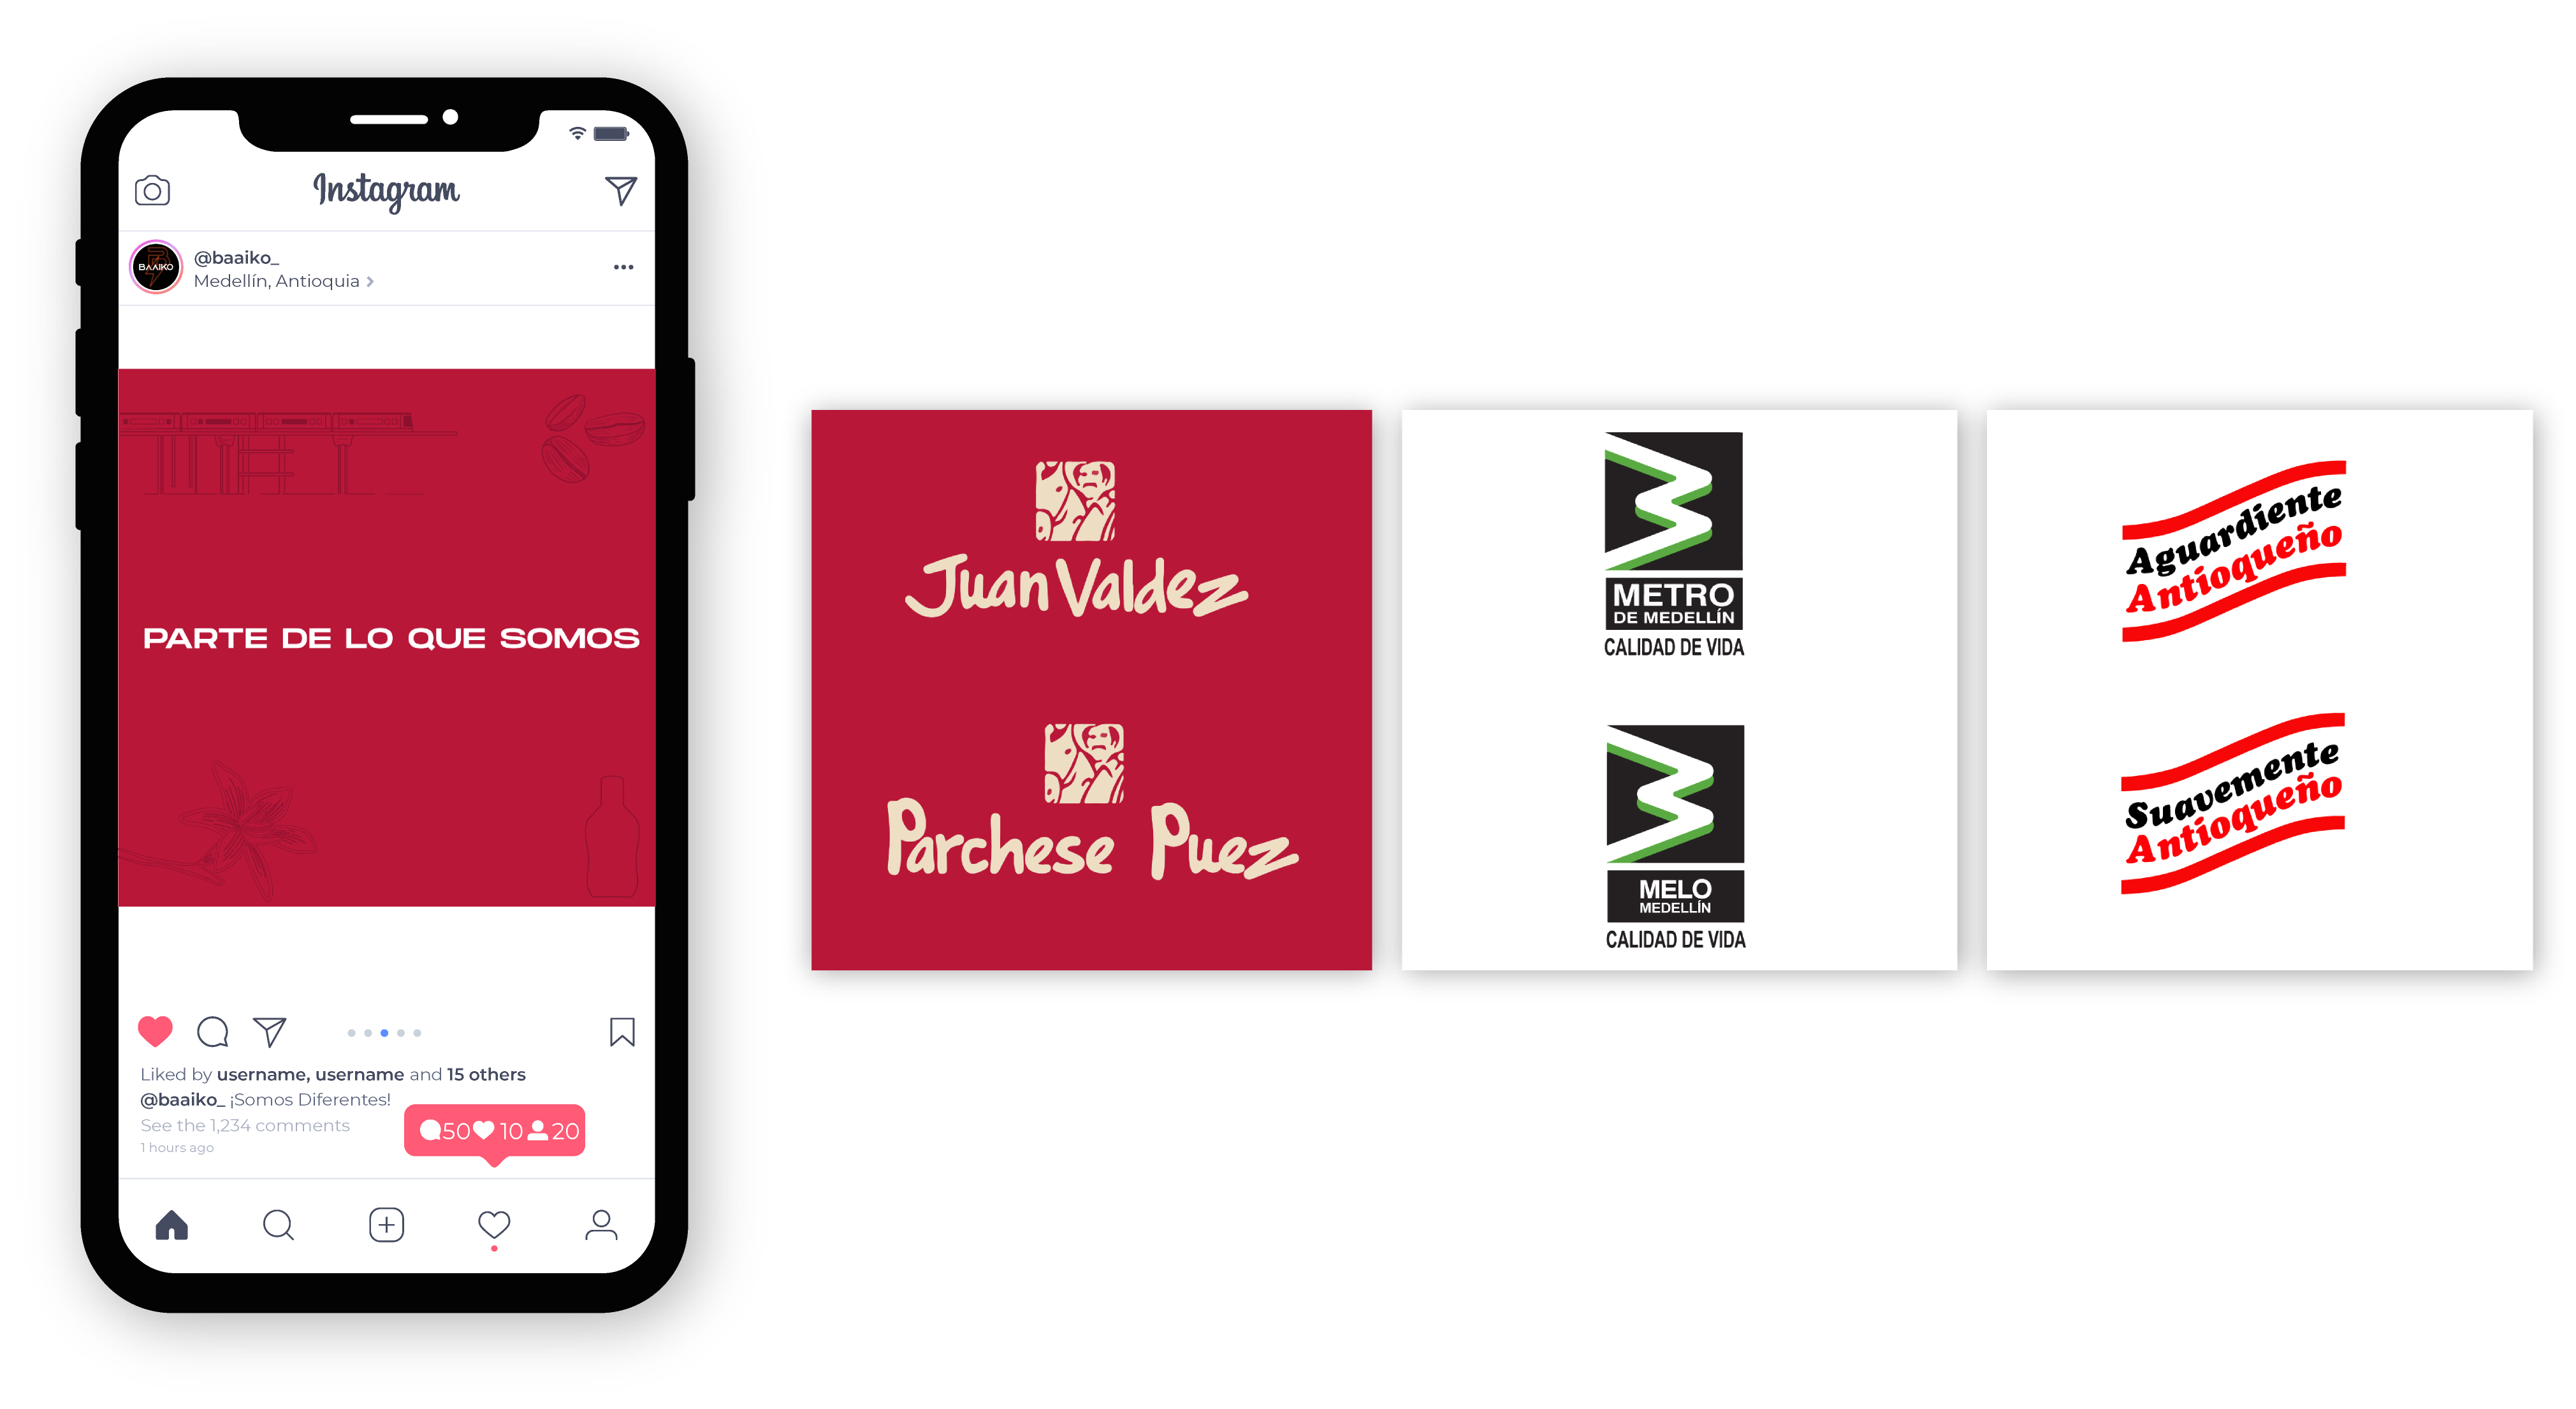 Instagram
BAAIKO
@baaiko_
Medellín, Antioquia
PARTE DE LO QUE SOMOS
Liked by username, username and 15 others
@baaiko_ ¡Somos Diferentes!
See the 1,234 comments
1 hours ago
50 10 20
Juan Valdez
Parchese Puez
METRO
DE MEDELLÍN
CALIDAD DE VIDA
MELO
MEDELLÍN
CALIDAD DE VIDA
Aguardiente
Antioqueño
Suavemente
Antioqueño